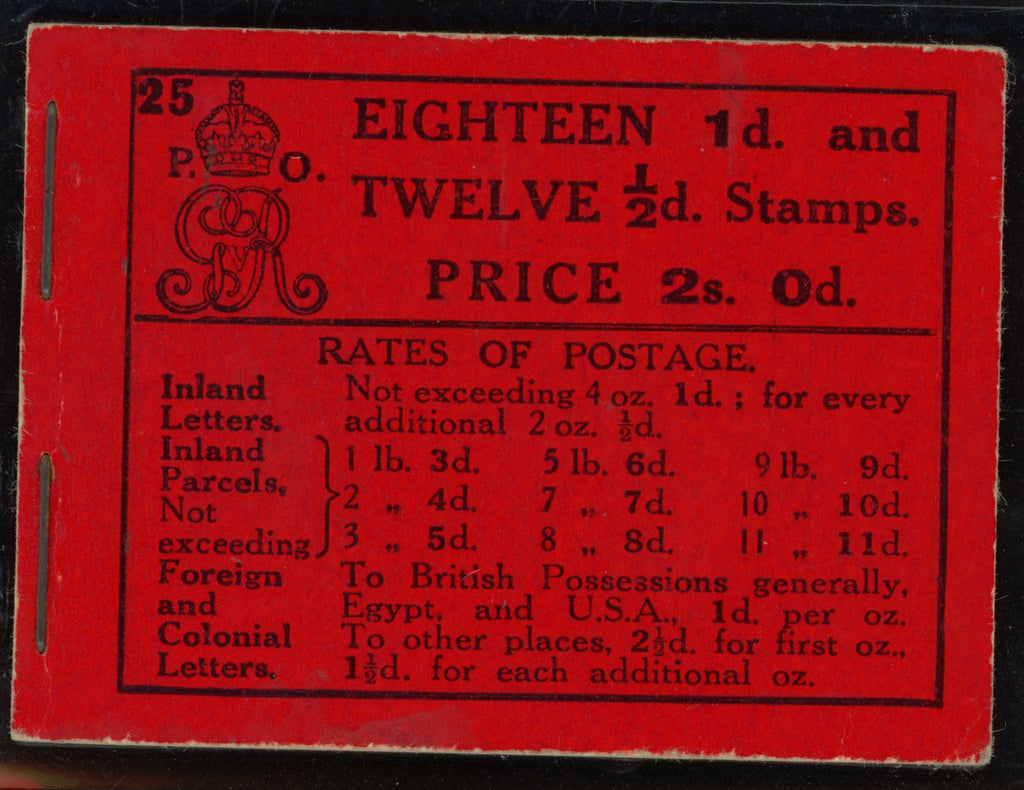 25
P. O.
GvR
EIGHTEEN 1d. and
TWELVE ½d. Stamps.
PRICE 2s. 0d.
RATES OF POSTAGE.
Inland Letters. Not exceeding 4 oz. 1d. ; for every
additional 2 oz. ½d.
Inland Parcels, Not exceeding } 1 lb. 3d. 5 lb. 6d. 9 lb. 9d.
2 „ 4d. 7 „ 7d. 10 „ 10d.
3 „ 5d. 8 „ 8d. 11 „ 11d.
Foreign and Colonial Letters. To British Possessions generally,
Egypt, and U.S.A., 1d. per oz.
To other places, 2½d. for first oz.,
1½d. for each additional oz.